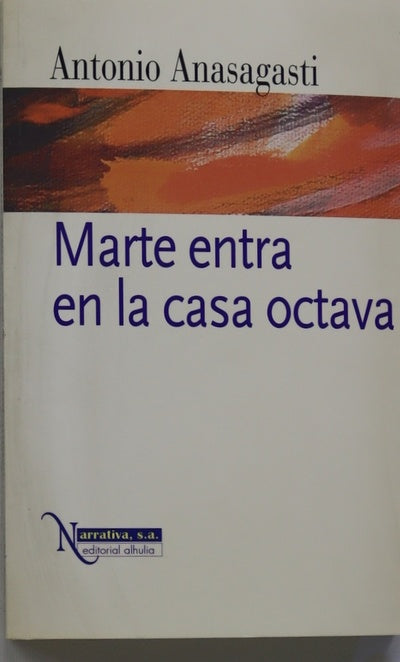 Antonio Anasagasti
Marte entra
en la casa octava
Narrativa, s.a.
editorial alhulia